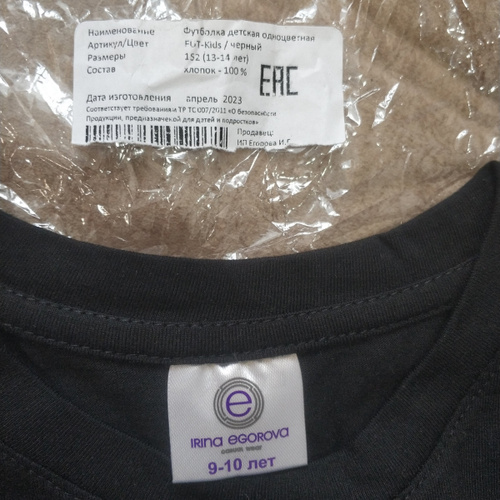 Наименование Футболка детская одноцветная
Артикул/Цвет FUT-Kids / черный
Размеры 152 (13-14 лет)
Состав хлопок - 100 %
EAC
Дата изготовления апрель 2023
Соответствует требованиям ТР ТС 007/2011 «О безопасности
Продукции, предназначеной для детей и подростков»
Продавец:
ИП Егорова И.С
e
IRINA EGOROVA
9-10 лет